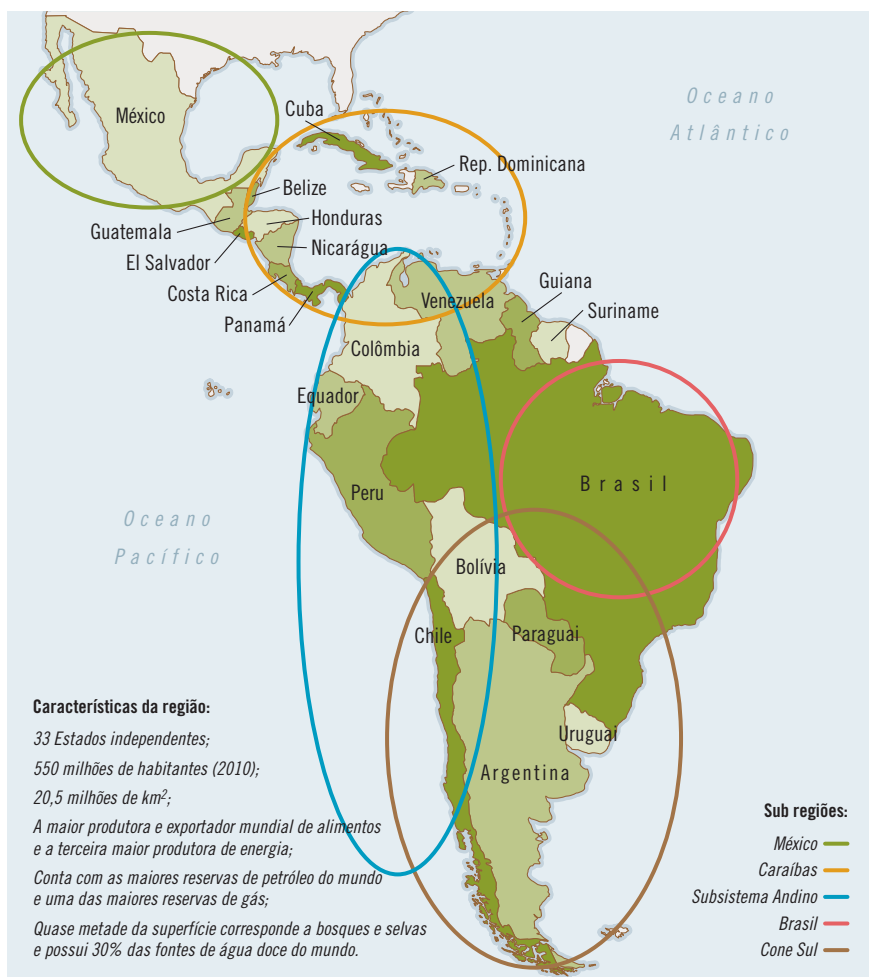 Oceano
Atlântico
México
Cuba
Rep. Dominicana
Belize
Guatemala
Honduras
El Salvador
Nicarágua
Costa Rica
Panamá
Venezuela
Guiana
Suriname
Colômbia
Equador
Peru
Brasil
Oceano
Pacífico
Bolívia
Chile
Paraguai
Uruguai
Argentina
Características da região:
33 Estados independentes;
550 milhões de habitantes (2010);
20,5 milhões de km²;
A maior produtora e exportador mundial de alimentos
e a terceira maior produtora de energia;
Conta com as maiores reservas de petróleo do mundo
e uma das maiores reservas de gás;
Quase metade da superfície corresponde a bosques e selvas
e possui 30% das fontes de água doce do mundo.
Sub regiões:
México
Caraíbas
Subsistema Andino
Brasil
Cone Sul